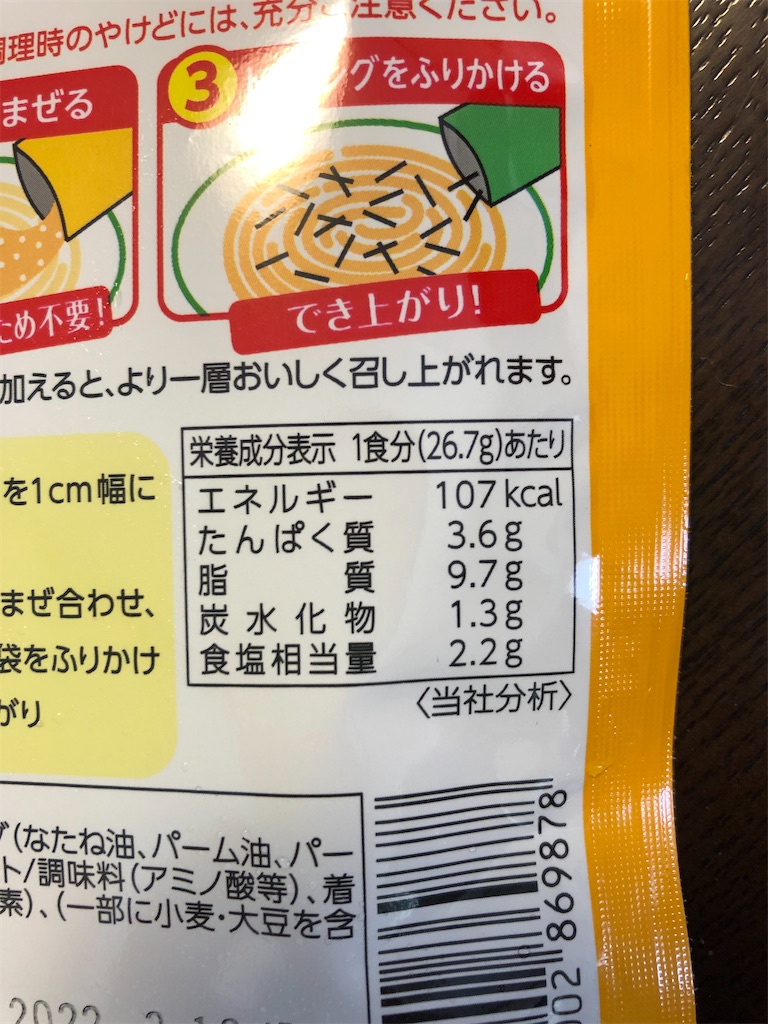 調理時のやけどには、充分ご注意ください。
まぜる
3
トッピングをふりかける
ため不要!
でき上がり!
加えると、より一層おいしく召し上がれます。
を1cm幅に
まぜ合わせ、
袋をふりかけ
がり
栄養成分表示 1食分(26.7g)あたり
エネルギー 107kcal
たんぱく質 3.6g
脂質 9.7g
炭水化物 1.3g
食塩相当量 2.2g
〈当社分析〉
(なたね油、パーム油、パー
ト/調味料(アミノ酸等)、着
素)、(一部に小麦・大豆を含
02 869878
2022